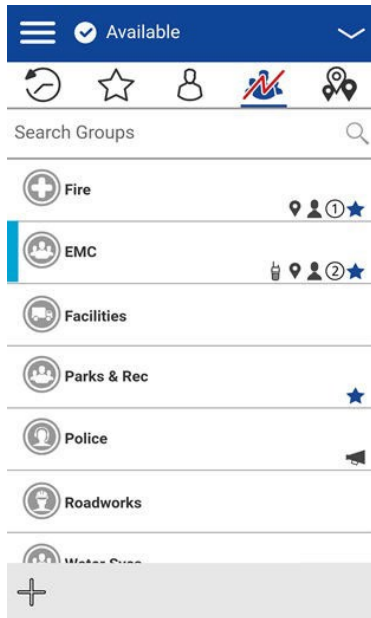 Available
Search Groups
Fire
1
EMC
2
Facilities
Parks & Rec
Police
Roadworks